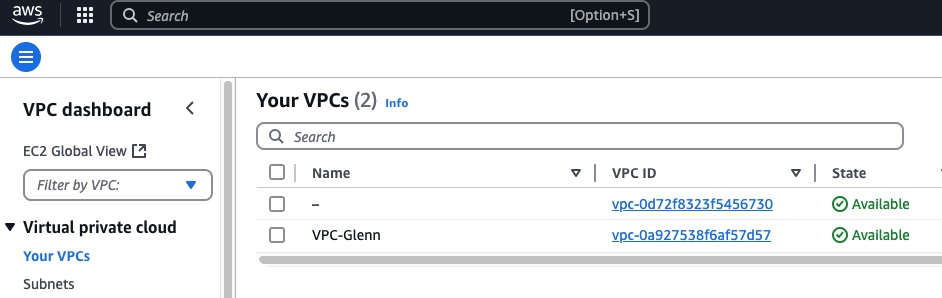 aws Search [Option+S]
VPC dashboard
EC2 Global View
Filter by VPC:
Virtual private cloud
Your VPCs
Subnets
Your VPCs (2) Info
Search
Name VPC ID State
– vpc-0d72f8323f5456730 Available
VPC-Glenn vpc-0a927538f6af57d57 Available